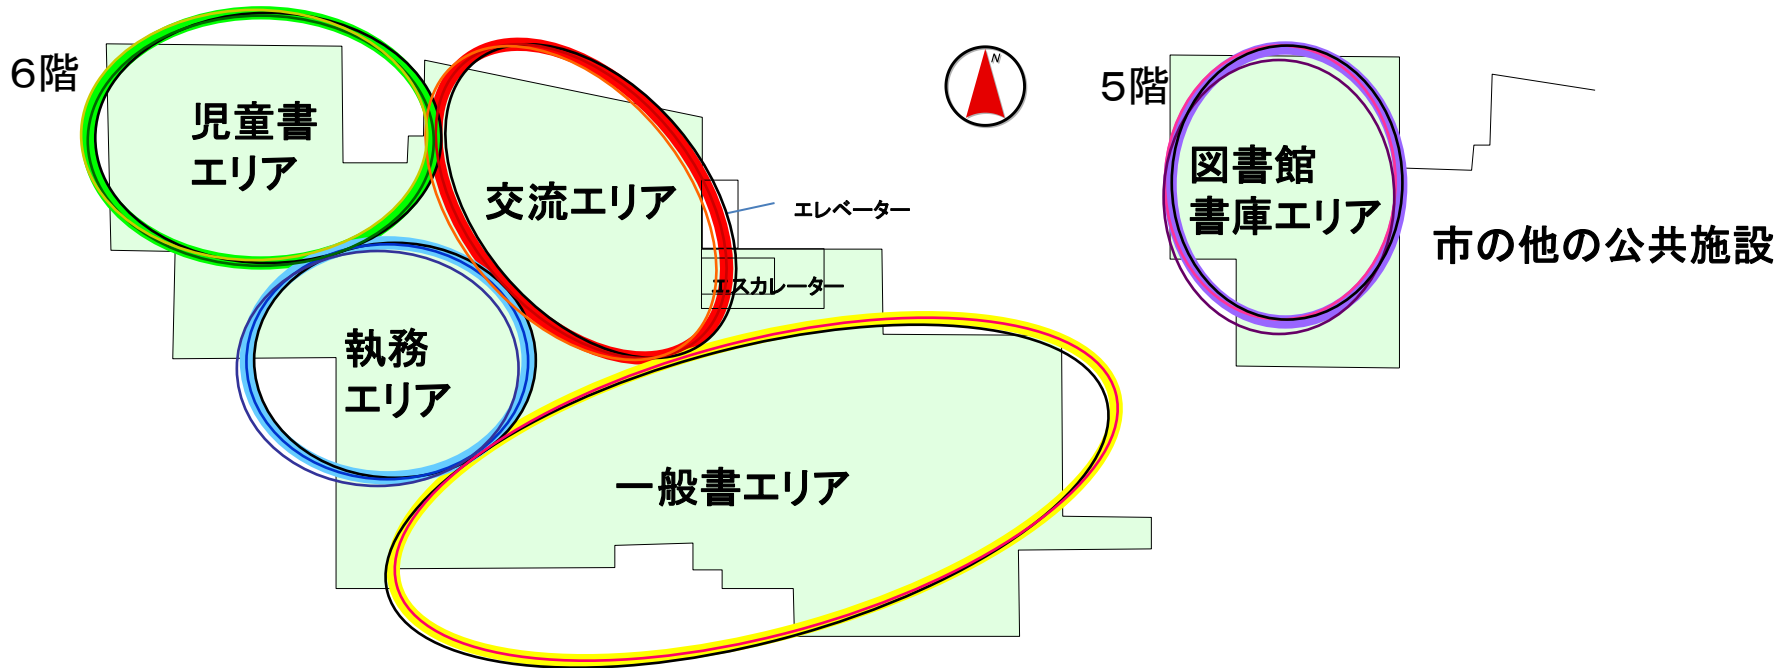 6階
児童書
エリア
交流エリア
エレベーター
エスカレーター
執務
エリア
一般書エリア
N
5階
図書館
書庫エリア
市の他の公共施設